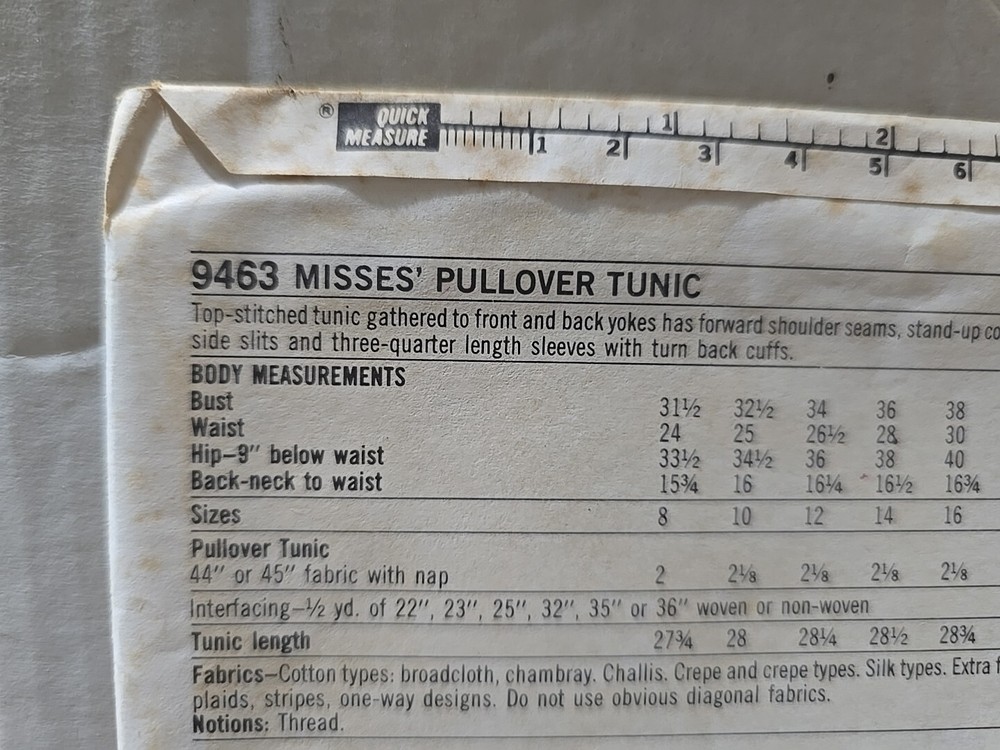 ® QUICK
MEASURE
1 2
1 2 3 4 5 6
9463 MISSES’ PULLOVER TUNIC
Top-stitched tunic gathered to front and back yokes has forward shoulder seams, stand-up co
side slits and three-quarter length sleeves with turn back cuffs.
BODY MEASUREMENTS
Bust 31½ 32½ 34 36 38
Waist 24 25 26½ 28 30
Hip–9″ below waist 33½ 34½ 36 38 40
Back-neck to waist 15¾ 16 16¼ 16½ 16¾
Sizes 8 10 12 14 16
Pullover Tunic
44″ or 45″ fabric with nap 2 2⅛ 2⅛ 2⅛ 2⅛
Interfacing–½ yd. of 22″, 23″, 25″, 32″, 35″ or 36″ woven or non-woven
Tunic length 27¾ 28 28¼ 28½ 28¾
Fabrics–Cotton types: broadcloth, chambray. Challis. Crepe and crepe types. Silk types. Extra f
plaids, stripes, one-way designs. Do not use obvious diagonal fabrics.
Notions: Thread.